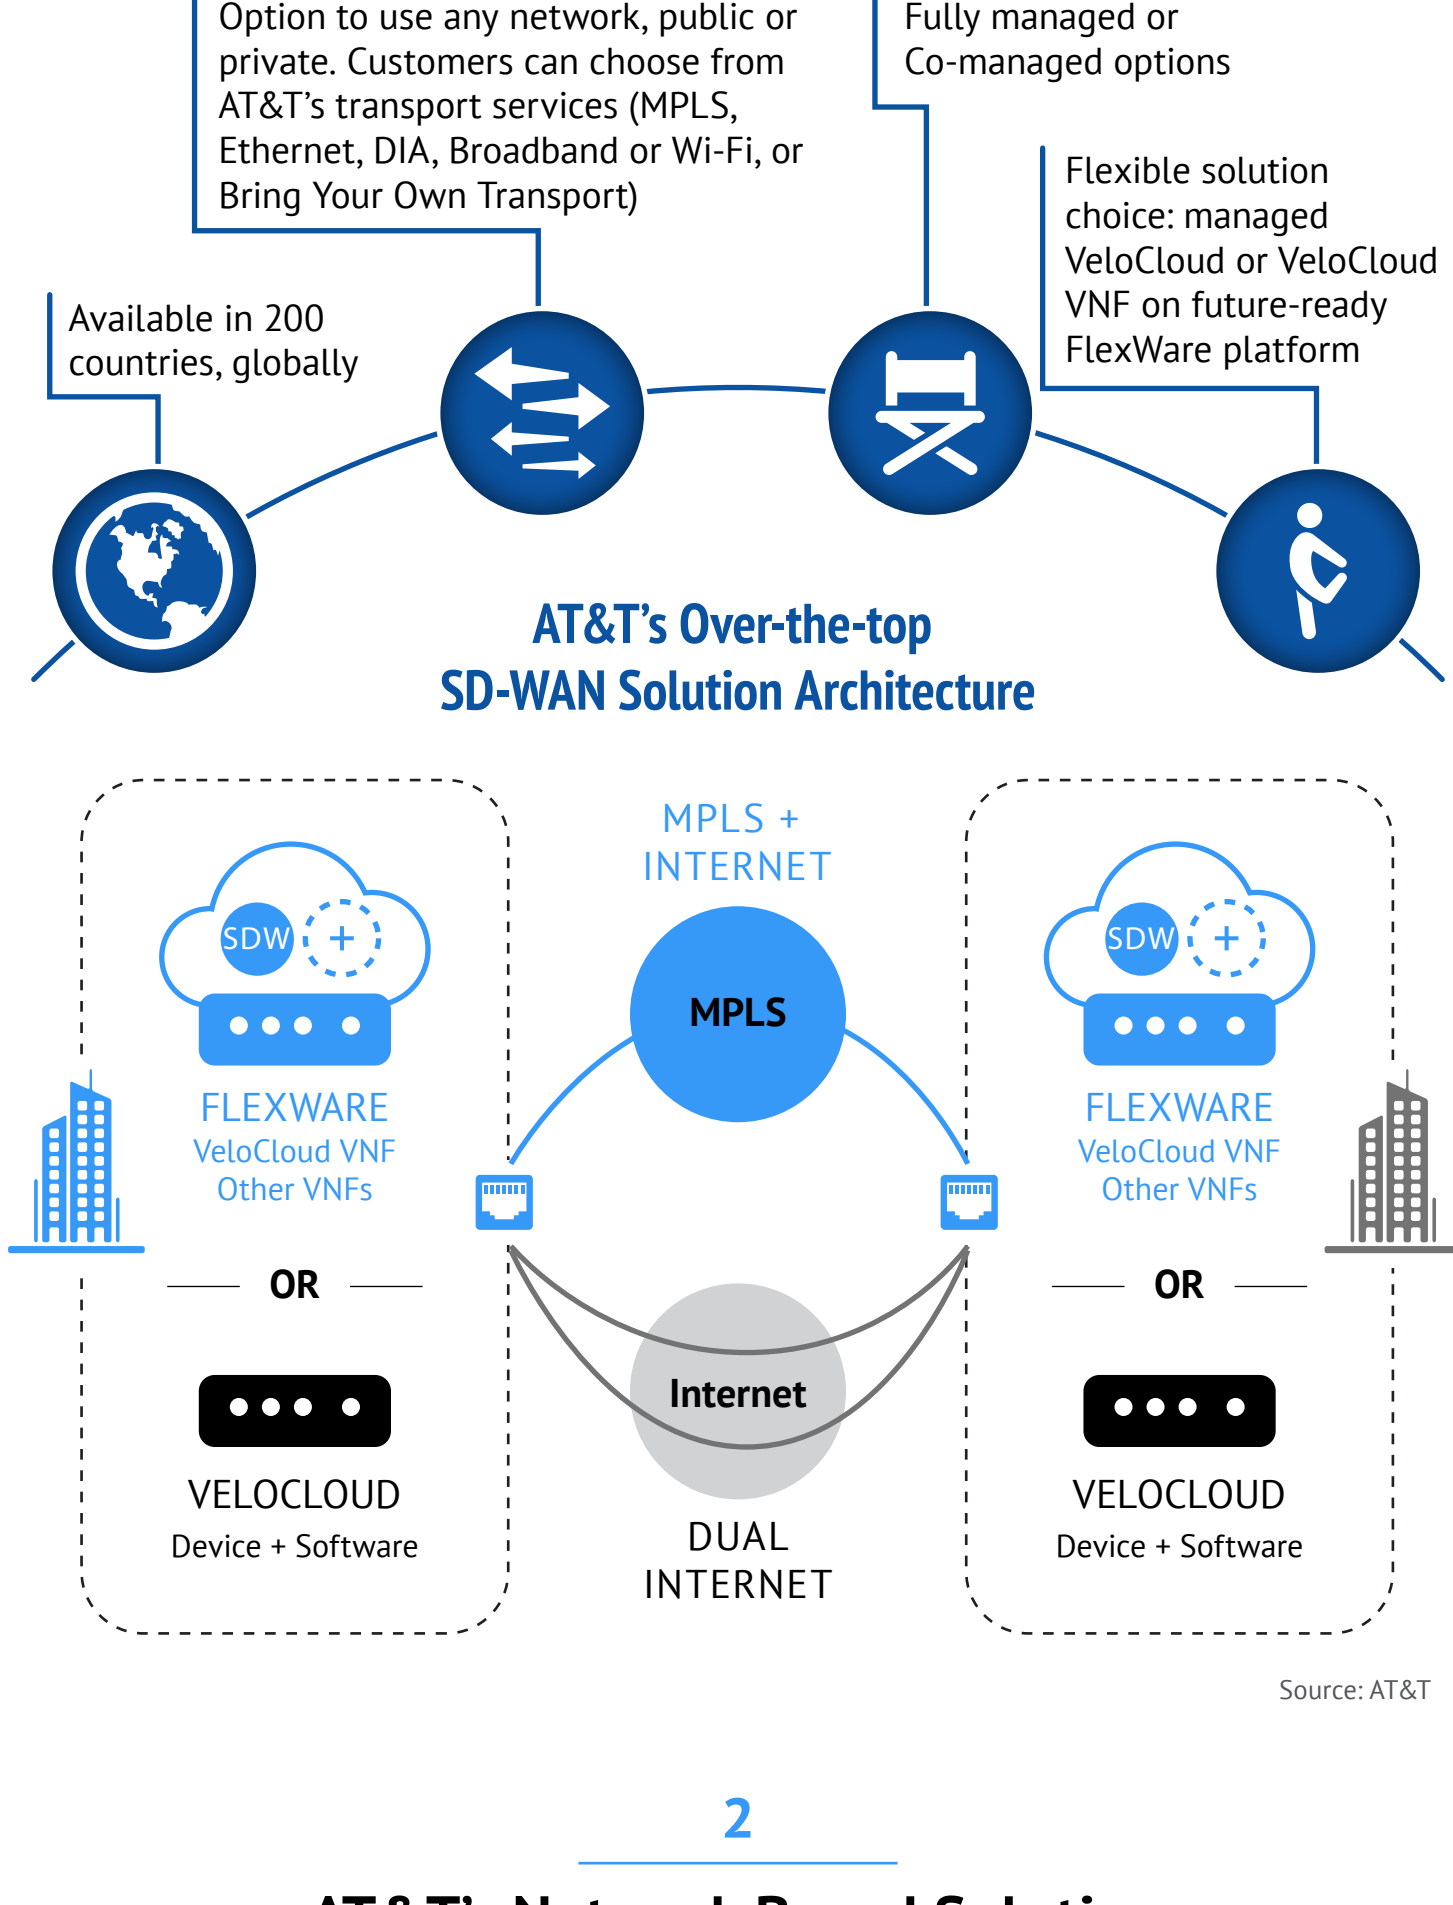 Option to use any network, public or
private. Customers can choose from
AT&T’s transport services (MPLS,
Ethernet, DIA, Broadband or Wi-Fi, or
Bring Your Own Transport)
Fully managed or
Co-managed options
Flexible solution
choice: managed
VeloCloud or VeloCloud
VNF on future-ready
FlexWare platform
Available in 200
countries, globally
AT&T’s Over-the-top
SD-WAN Solution Architecture
SDW +
FLEXWARE
VeloCloud VNF
Other VNFs
OR
VELOCLOUD
Device + Software
MPLS +
INTERNET
MPLS
Internet
DUAL
INTERNET
SDW +
FLEXWARE
VeloCloud VNF
Other VNFs
OR
VELOCLOUD
Device + Software
Source: AT&T
2